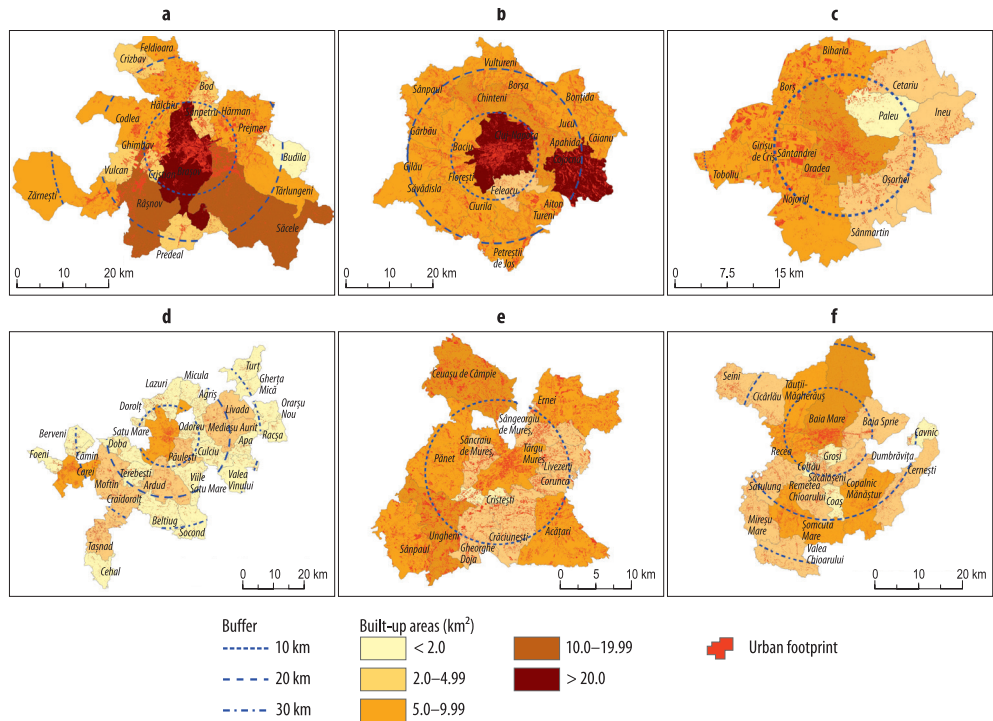 a
b
c
Feldioara
Crizbav
Bod
Hălchiur
Sânpetru
Hărman
Codlea
Prejmer
Ghimbav
Budila
Vulcan
Zărnești
Râșnov
Tărlungeni
Săcele
Predeal
0 10 20 km
Vultureni
Sânpaul
Borșa
Chinteni
Bonțida
Jucu
Gârbău
Apahida
Căianu
Baciu
Gilău
Florești
Săvădisla
Feleacu
Aiton
Ciurila
Tureni
Petreștii
de Jos
0 10 20 km
Biharia
Borș
Cetariu
Paleu
Ineu
Girișu
de Criș
Sântandrei
Oradea
Toboliu
Oșorhei
Nojorid
Sânmartin
0 7.5 15 km
d
e
f
Turț
Micula
Lazuri
Agriș
Gherța
Mică
Dorolț
Livada
Orarșu
Nou
Satu Mare
Odoreu
Medieșu Aurit
Berveni
Doba
Apa
Racșa
Foeni
Cămin
Păulești
Culciu
Carei
Terebești
Viile
Satu Mare
Valea
Vinului
Moftin
Ardud
Craidorolț
Beltiug
Socond
Tașnad
Cehal
0 10 20 km
Ceuașu de Câmpie
Ernei
Sângeorgiu
de Mureș
Sâncraiu de
Mureș
Pănet
Târgu
Mureș
Livezeni
Corunca
Cristești
Ungheni
Acățari
Crăciunești
Sânpaul
Gheorghe
Doja
0 5 10 km
Seini
Cicârlău
Tăuții-
Măgherăuș
Baia Mare
Baia Sprie
Cavnic
Recea
Groși
Dumbrăvița
Coltău
Săcălășeni
Cernești
Satulung
Remetea
Chioarului
Copalnic
Mănăștur
Coaș
Mireșu
Mare
Șomcuta
Mare
Valea
Chioarului
0 10 20 km
Buffer
10 km
20 km
30 km
Built-up areas (km²)
< 2.0
2.0–4.99
5.0–9.99
10.0–19.99
> 20.0
Urban footprint